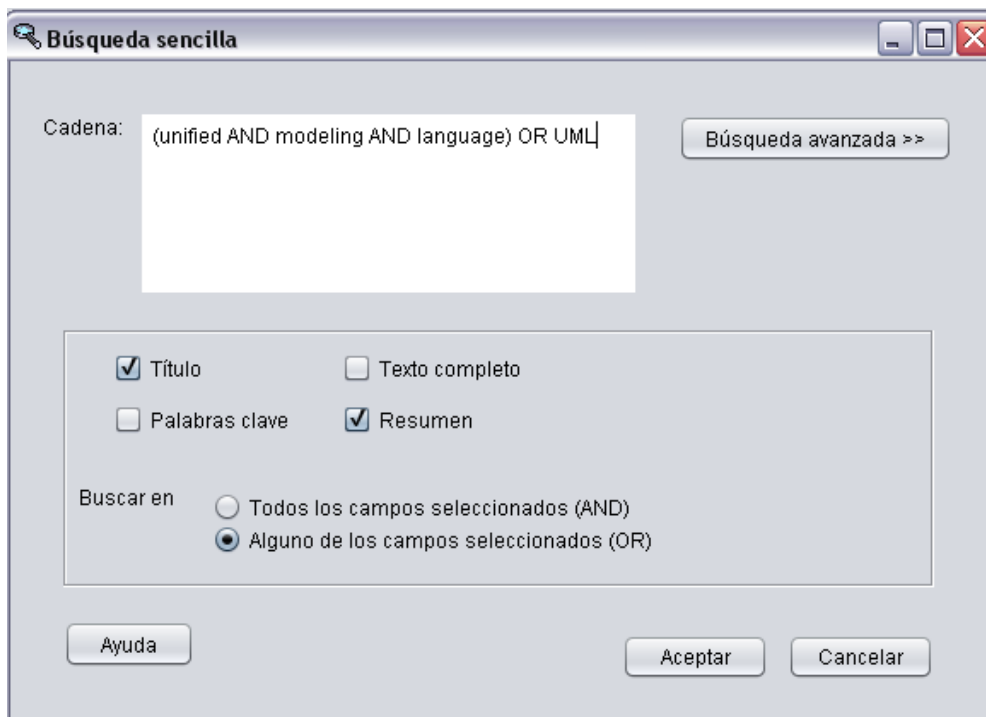 Búsqueda sencilla
Cadena:
(unified AND modeling AND language) OR UML
Búsqueda avanzada >>
Título
Texto completo
Palabras clave
Resumen
Buscar en
Todos los campos seleccionados (AND)
Alguno de los campos seleccionados (OR)
Ayuda
Aceptar
Cancelar